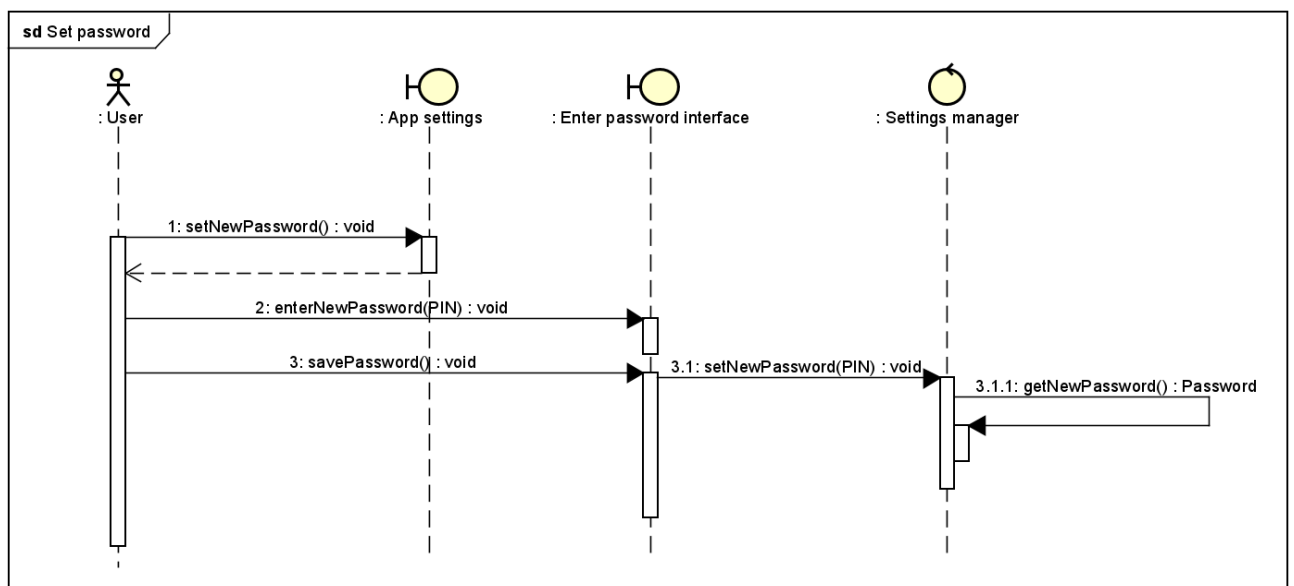 sd Set password
: User
: App settings
: Enter password interface
: Settings manager
1: setNewPassword() : void
2: enterNewPassword(PIN) : void
3: savePassword() : void
3.1: setNewPassword(PIN) : void
3.1.1: getNewPassword() : Password